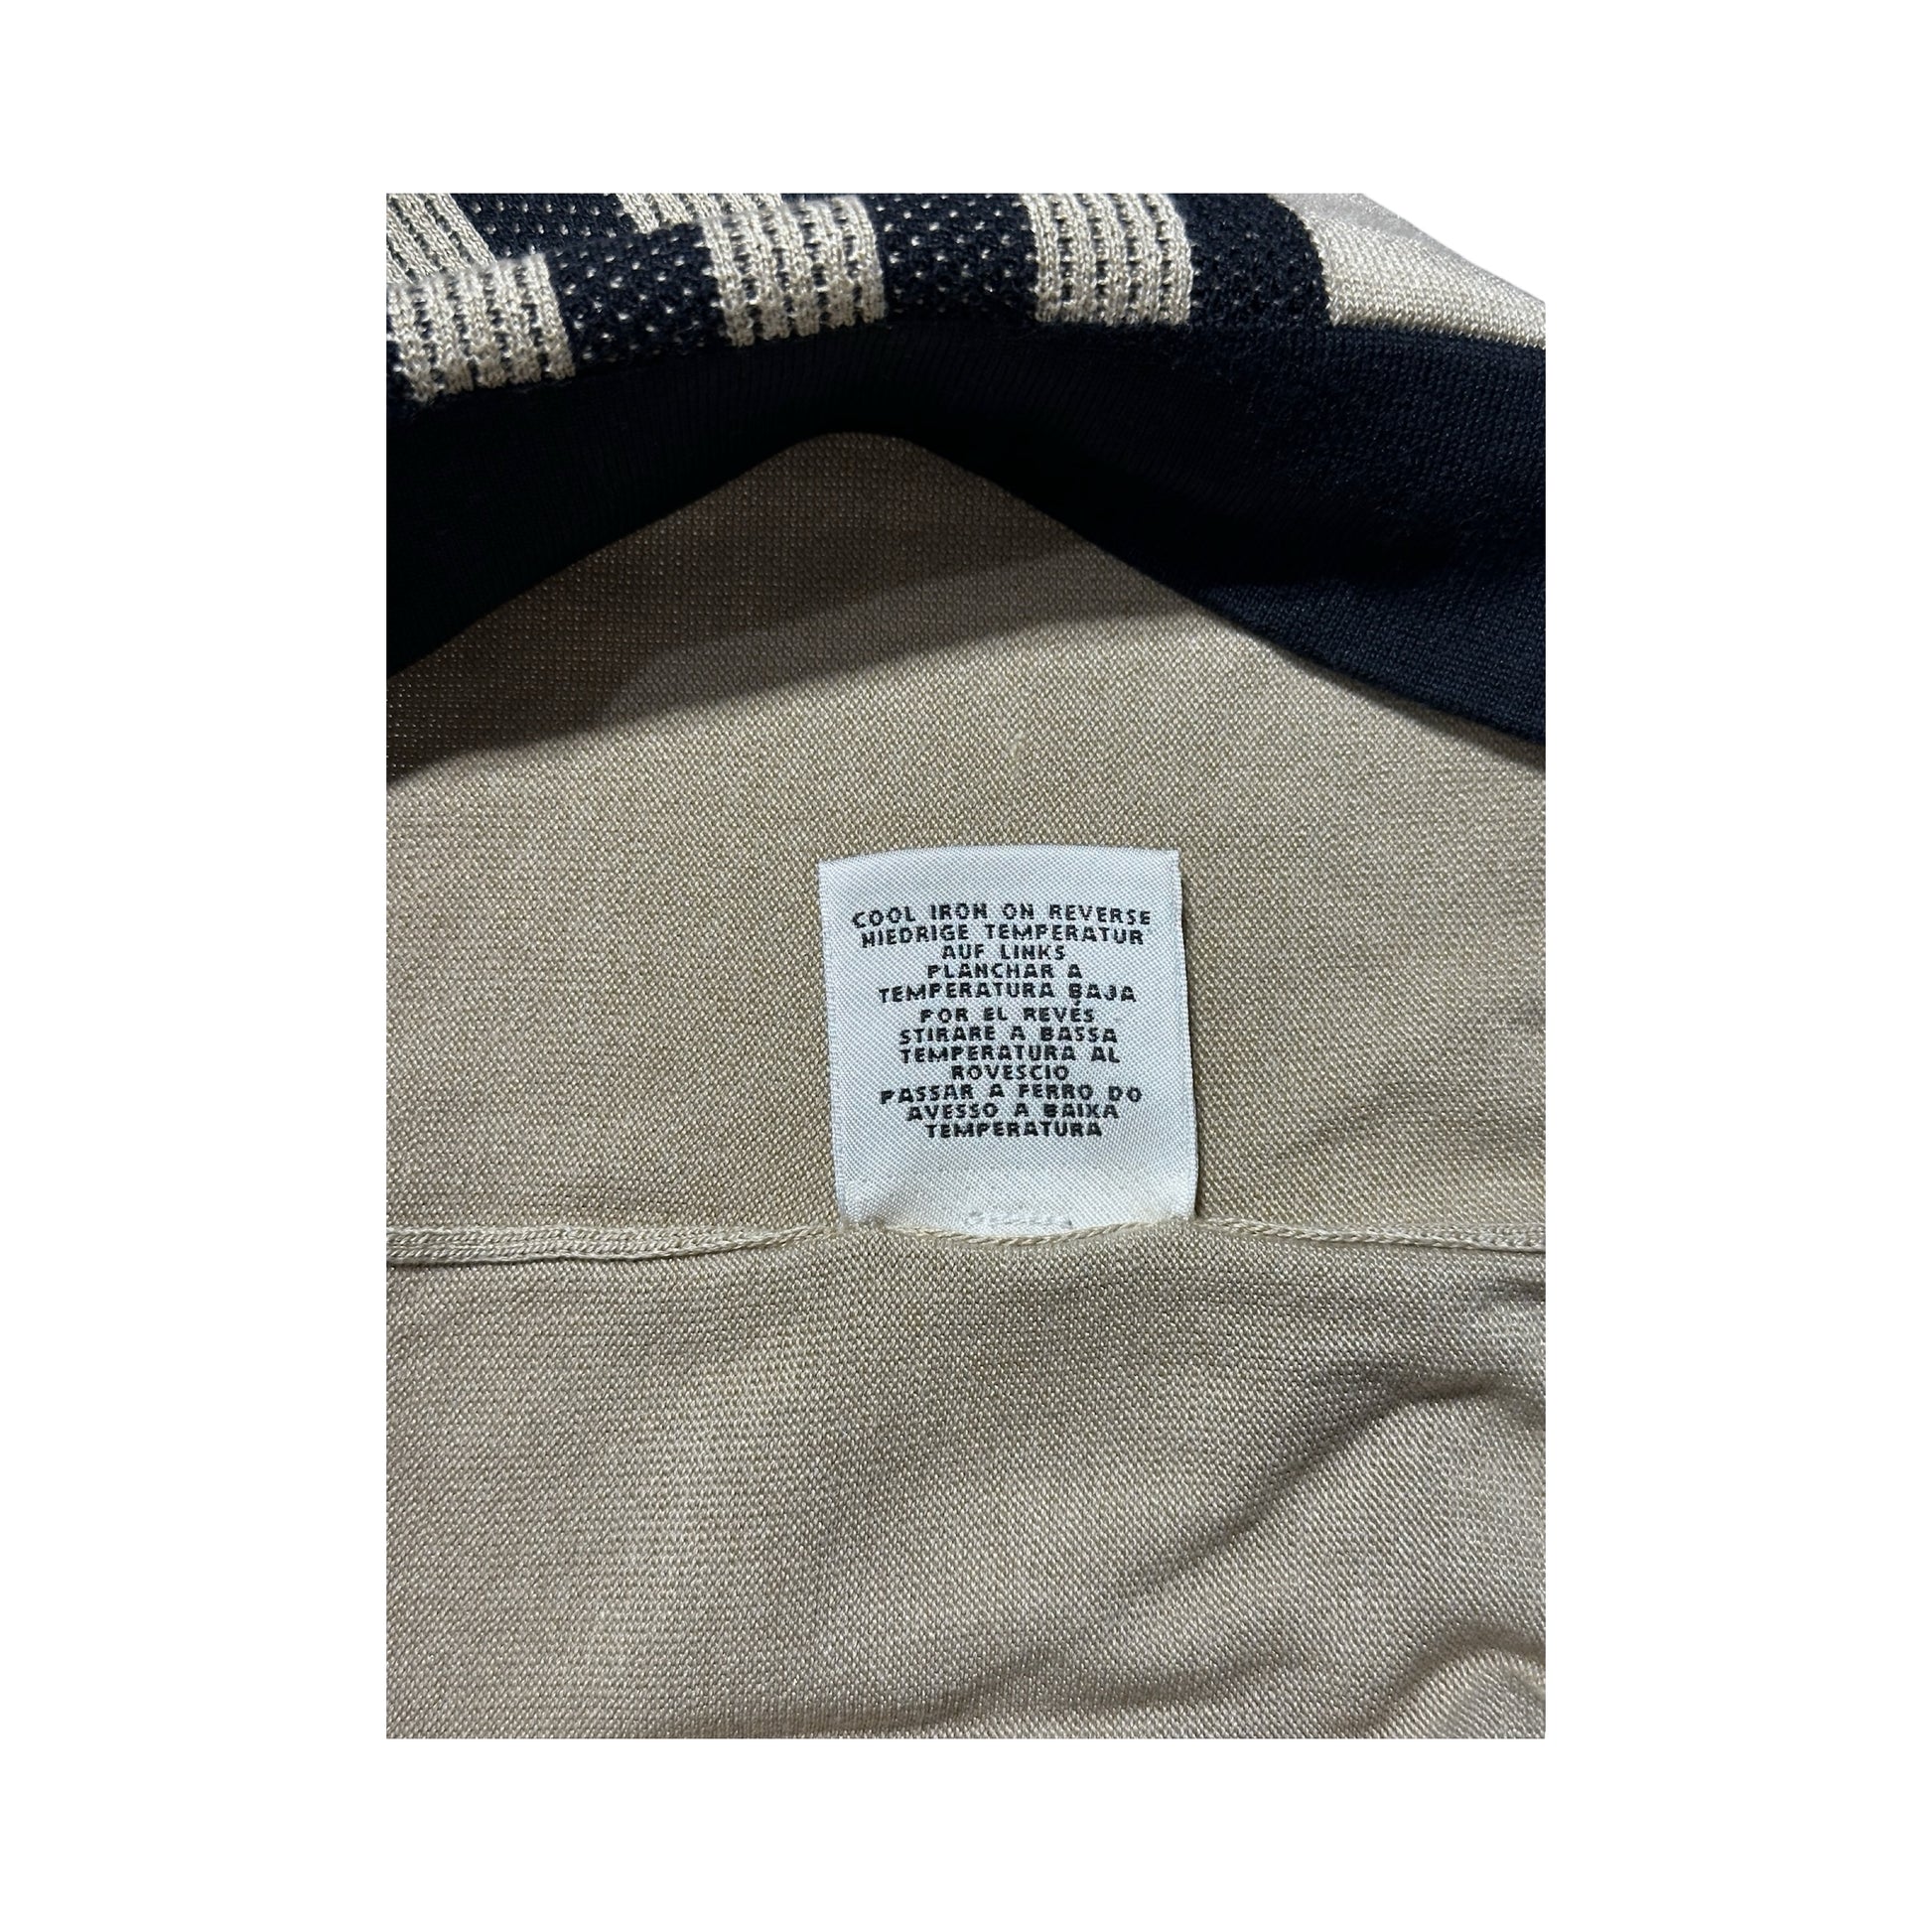 COOL IRON ON REVERSE
NIEDRIGE TEMPERATUR
AUF LINKS
PLANCHAR A
TEMPERATURA BAJA
POR EL REVÉS
STIRARE A BASSA
TEMPERATURA AL
ROVESCIO
PASSAR A FERRO DO
AVESSO A BAIXA
TEMPERATURA